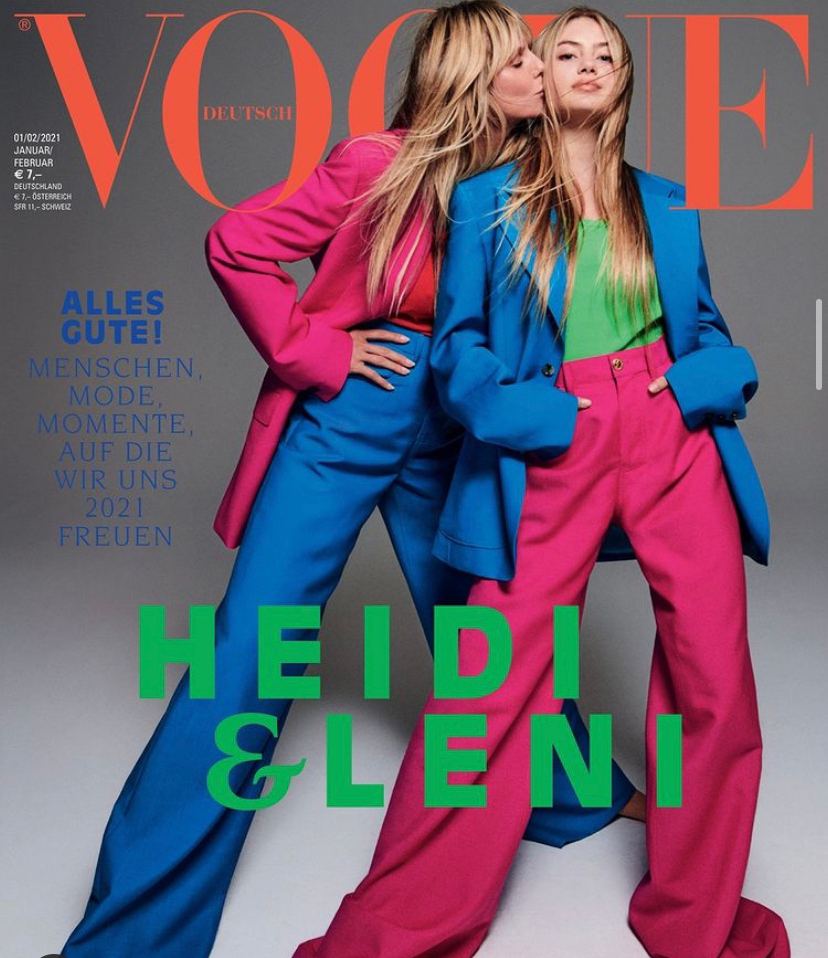 VOGUE
®
DEUTSCH
01/02/2021
JANUAR/
FEBRUAR
€ 7,–
DEUTSCHLAND
€ 7,– ÖSTERREICH
SFR 11,– SCHWEIZ
ALLES
GUTE!
MENSCHEN,
MODE,
MOMENTE,
AUF DIE
WIR UNS
2021
FREUEN
HEIDI
&LENI